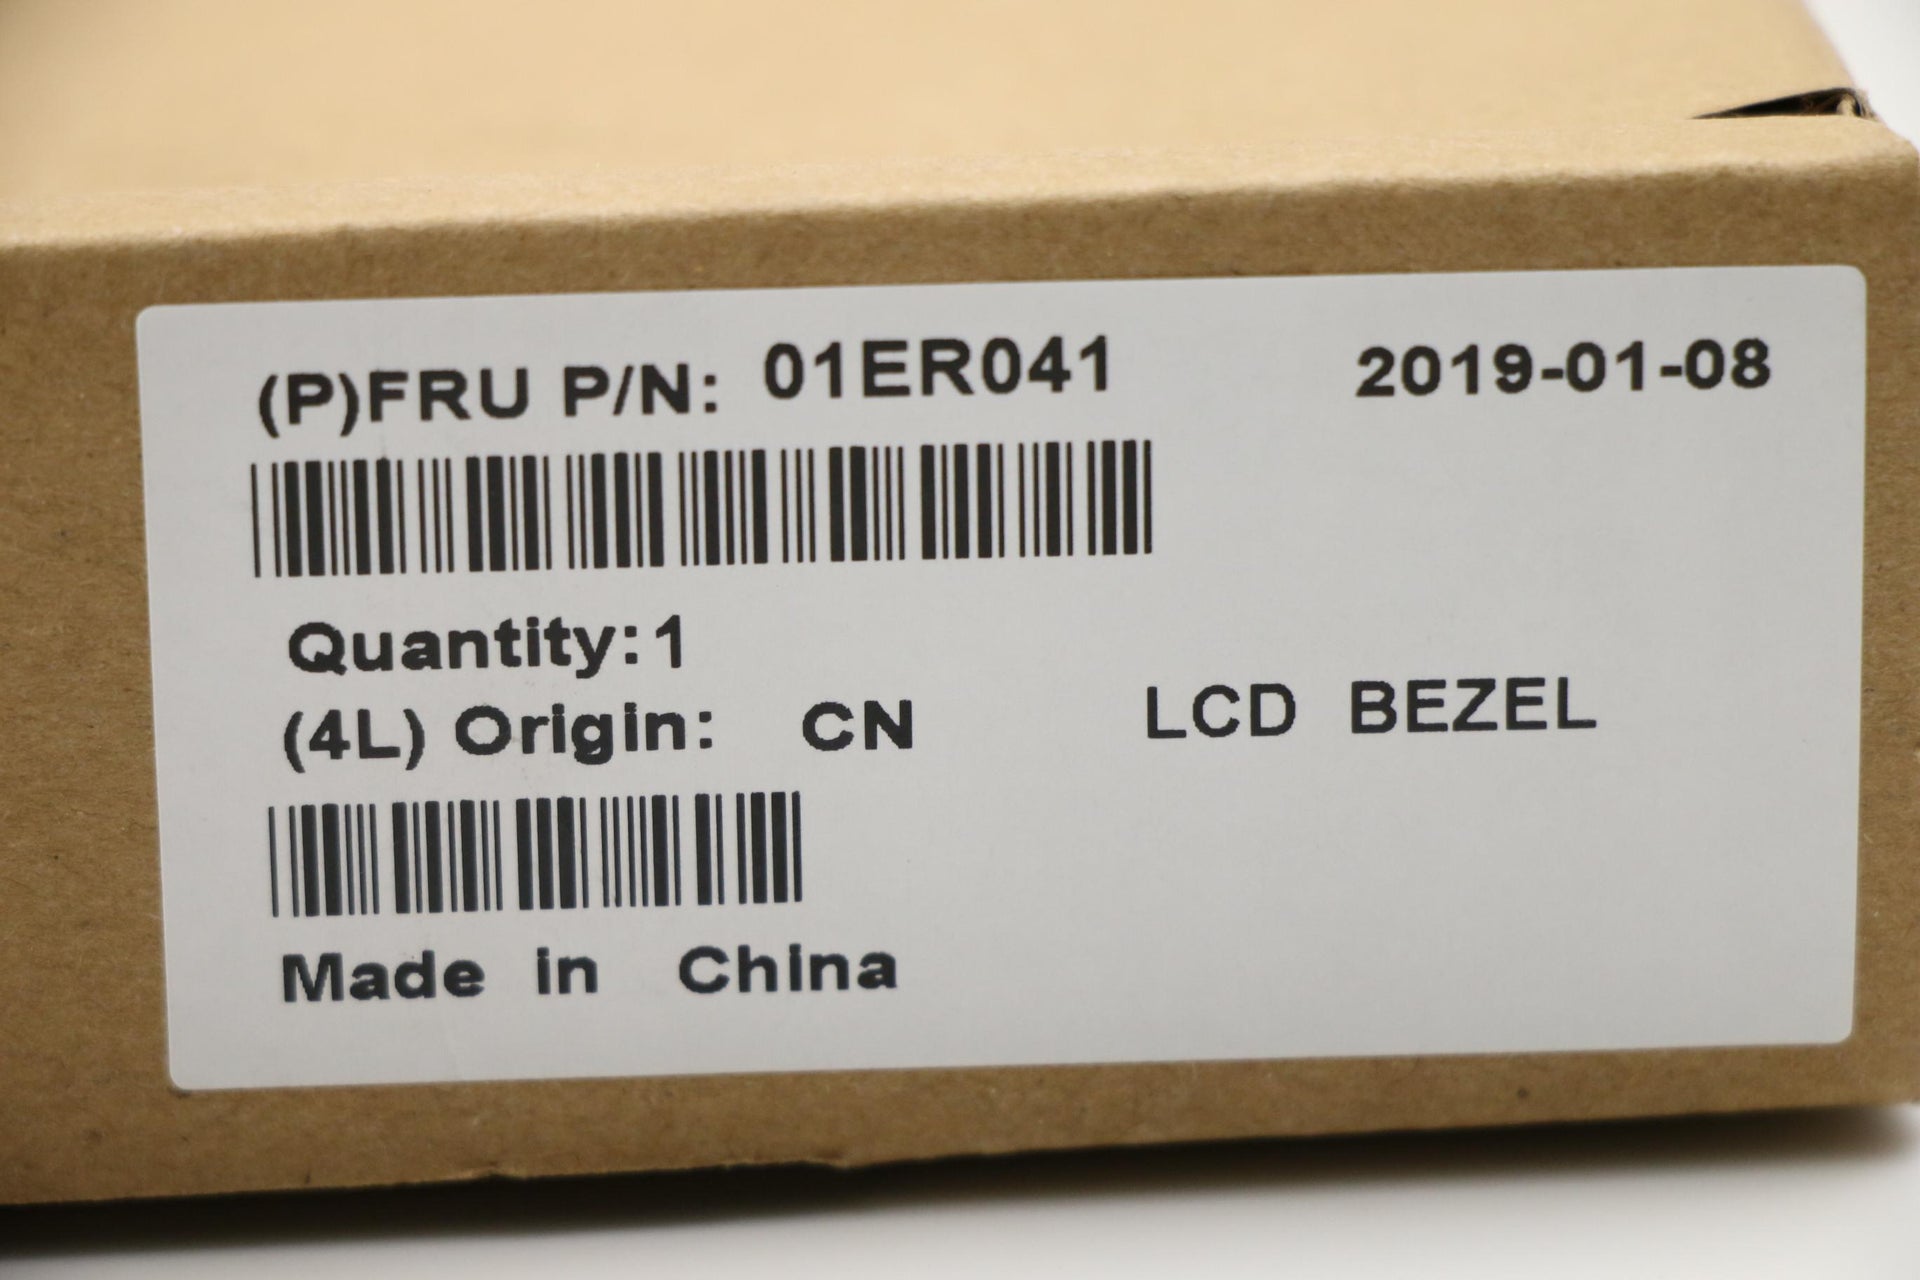 (P)FRU P/N: 01ER041 2019-01-08
Quantity:1
(4L) Origin: CN LCD BEZEL
Made in China